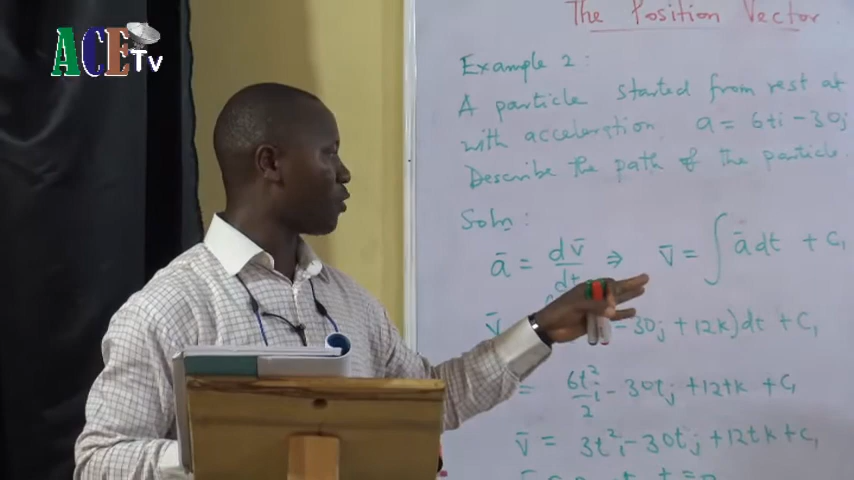 ACE TV
The Position Vector
Example 2:
A particle started from rest at
with acceleration a = 6ti - 30j
Describe the path of the particle.
Soln:
ā = dv̄/dt ⇒ v̄ = ∫ādt + C₁
v̄ - 30j + 12k)dt + C₁
= 6t²/2 i - 30tj + 12tk + C₁
v̄ = 3t²i - 30tj + 12tk + C₁